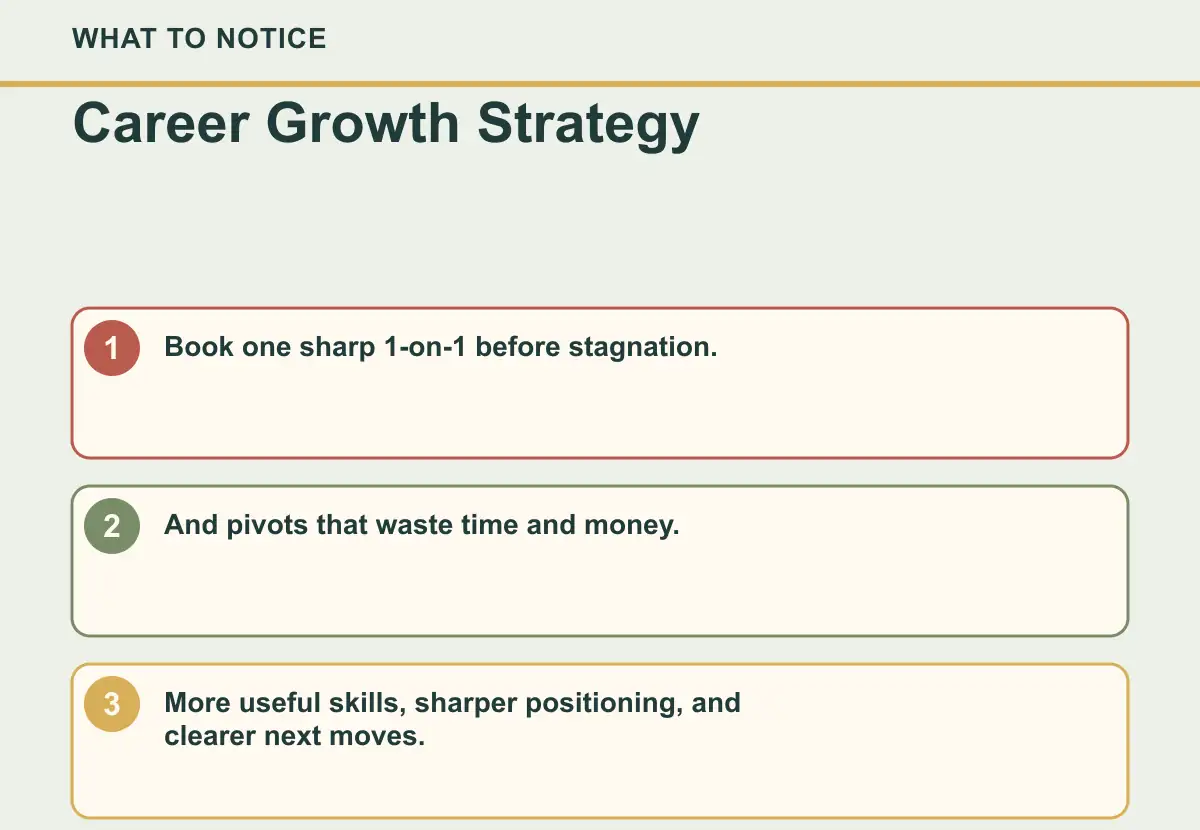 WHAT TO NOTICE
Career Growth Strategy
1
Book one sharp 1-on-1 before stagnation.
2
And pivots that waste time and money.
3
More useful skills, sharper positioning, and
clearer next moves.